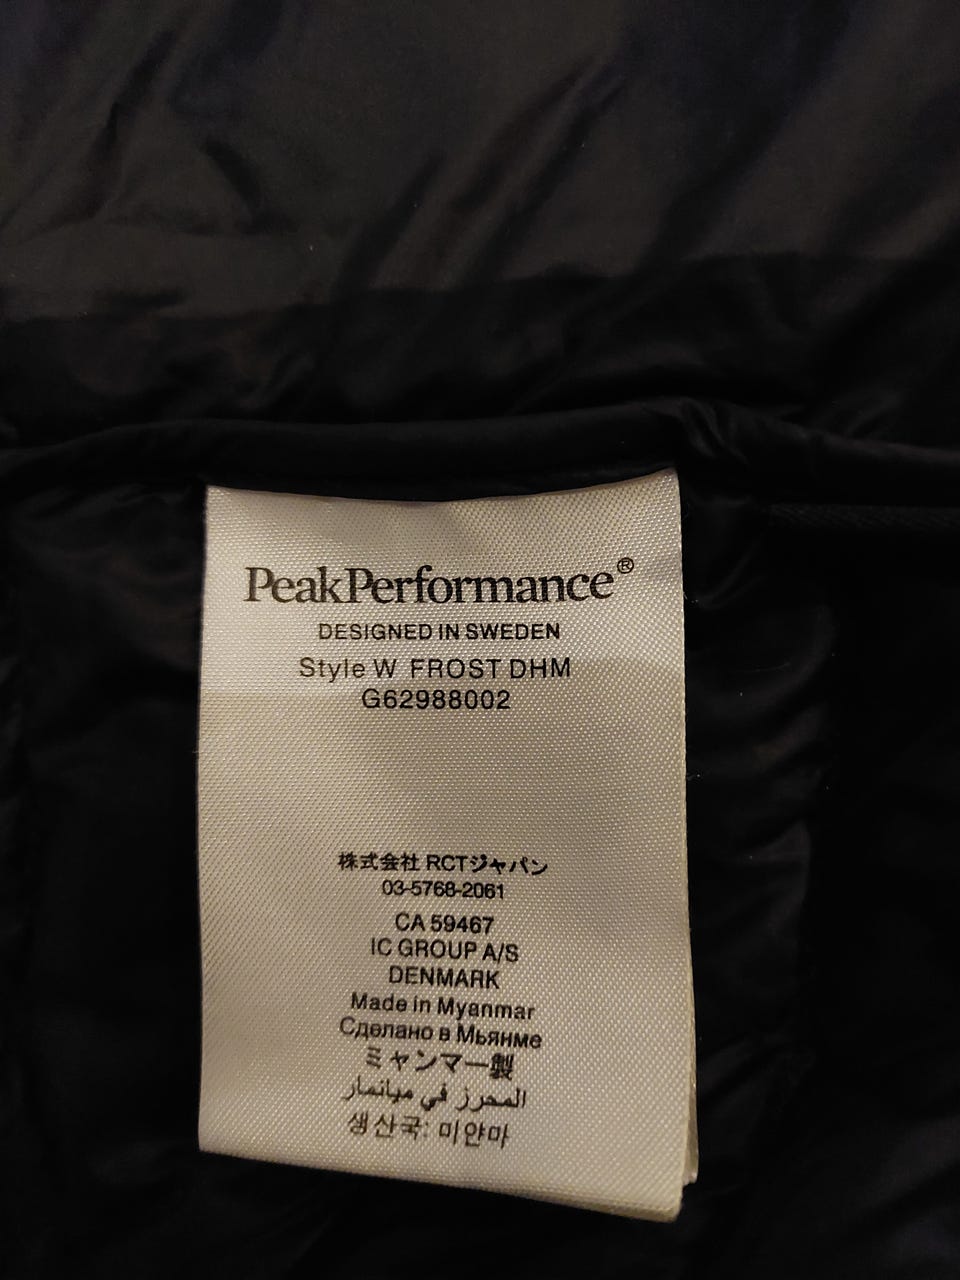 PeakPerformance®
DESIGNED IN SWEDEN
Style W FROST DHM
G62988002
株式会社 RCTジャパン
03-5768-2061
CA 59467
IC GROUP A/S
DENMARK
Made in Myanmar
Сделано в Мьянме
ミャンマー製
المحرز في ميانمار
생산국: 미얀마